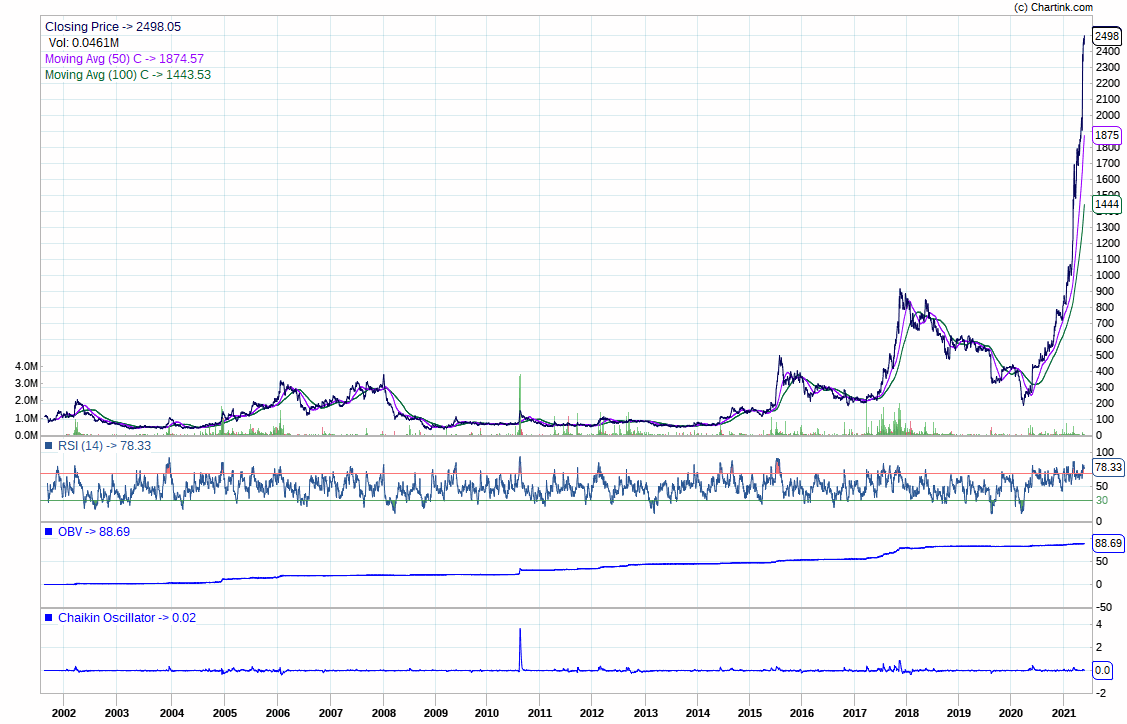 (c) Chartink.com
Closing Price -> 2498.05
Vol: 0.0461M
Moving Avg (50) C -> 1874.57
Moving Avg (100) C -> 1443.53
2498
2400
2300
2200
2100
2000
1875
1800
1700
1600
1500
1444
1400
1300
1200
1100
1000
900
800
700
600
500
400
300
200
100
0
4.0M
3.0M
2.0M
1.0M
0.0M
RSI (14) -> 78.33
100
78.33
50
30
0
OBV -> 88.69
88.69
50
0
-50
Chaikin Oscillator -> 0.02
4
2
0.0
-2
2002 2003 2004 2005 2006 2007 2008 2009 2010 2011 2012 2013 2014 2015 2016 2017 2018 2019 2020 2021